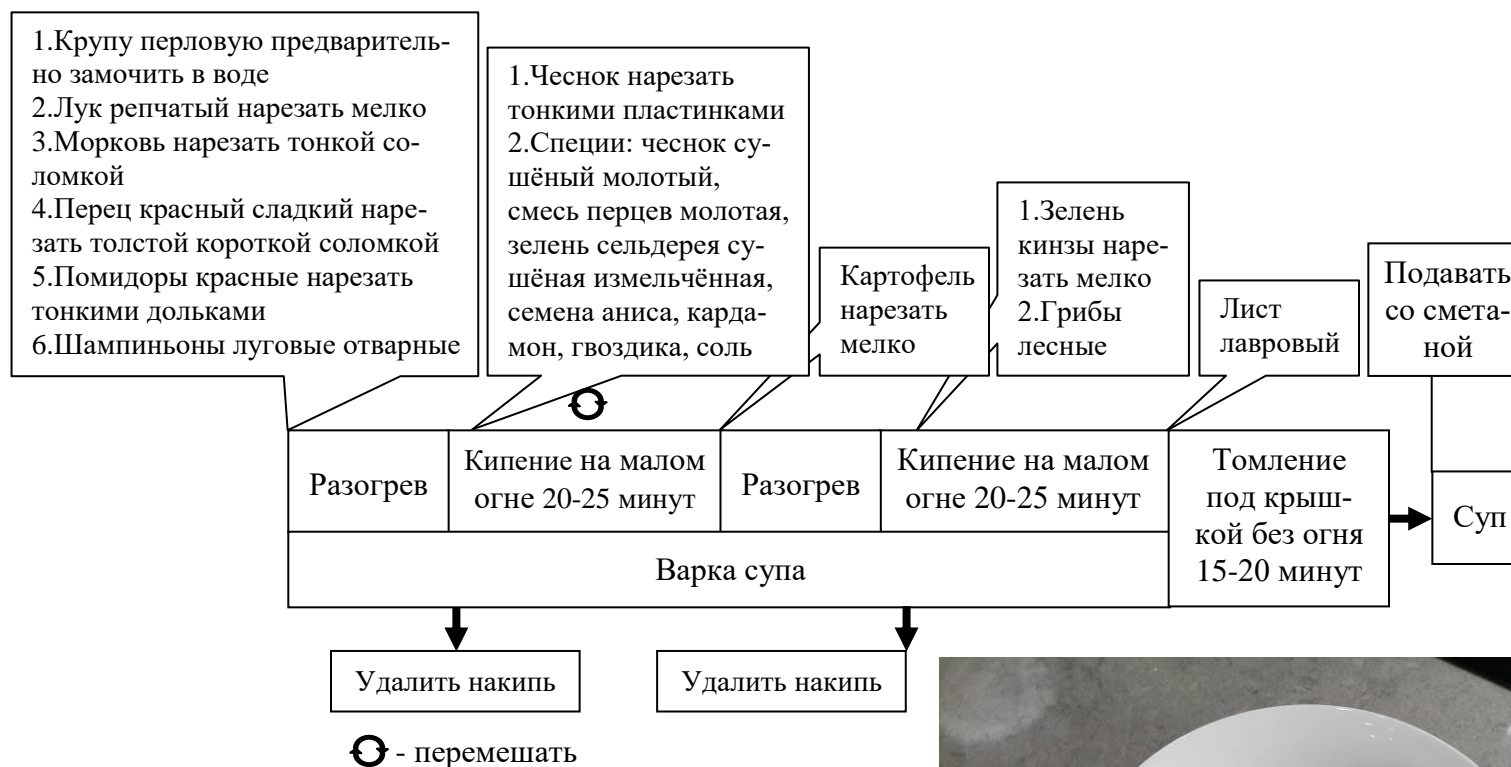 1.Крупу перловую предваритель-
но замочить в воде
2.Лук репчатый нарезать мелко
3.Морковь нарезать тонкой со-
ломкой
4.Перец красный сладкий наре-
зать толстой короткой соломкой
5.Помидоры красные нарезать
тонкими дольками
6.Шампиньоны луговые отварные
1.Чеснок нарезать
тонкими пластинками
2.Специи: чеснок су-
шёный молотый,
смесь перцев молотая,
зелень сельдерея су-
шёная измельчённая,
семена аниса, карда-
мон, гвоздика, соль
Картофель
нарезать
мелко
1.Зелень
кинзы наре-
зать мелко
2.Грибы
лесные
Лист
лавровый
Подавать
со смета-
ной
Разогрев
Кипение на малом
огне 20-25 минут
Разогрев
Кипение на малом
огне 20-25 минут
Томление
под крыш-
кой без огня
15-20 минут
Суп
Варка супа
Удалить накипь
Удалить накипь
- перемешать